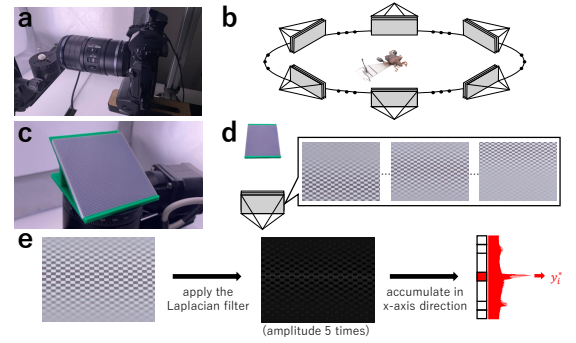 a
b
c
d
e
apply the
Laplacian filter
(amplitude 5 times)
accumulate in
x-axis direction
y*i